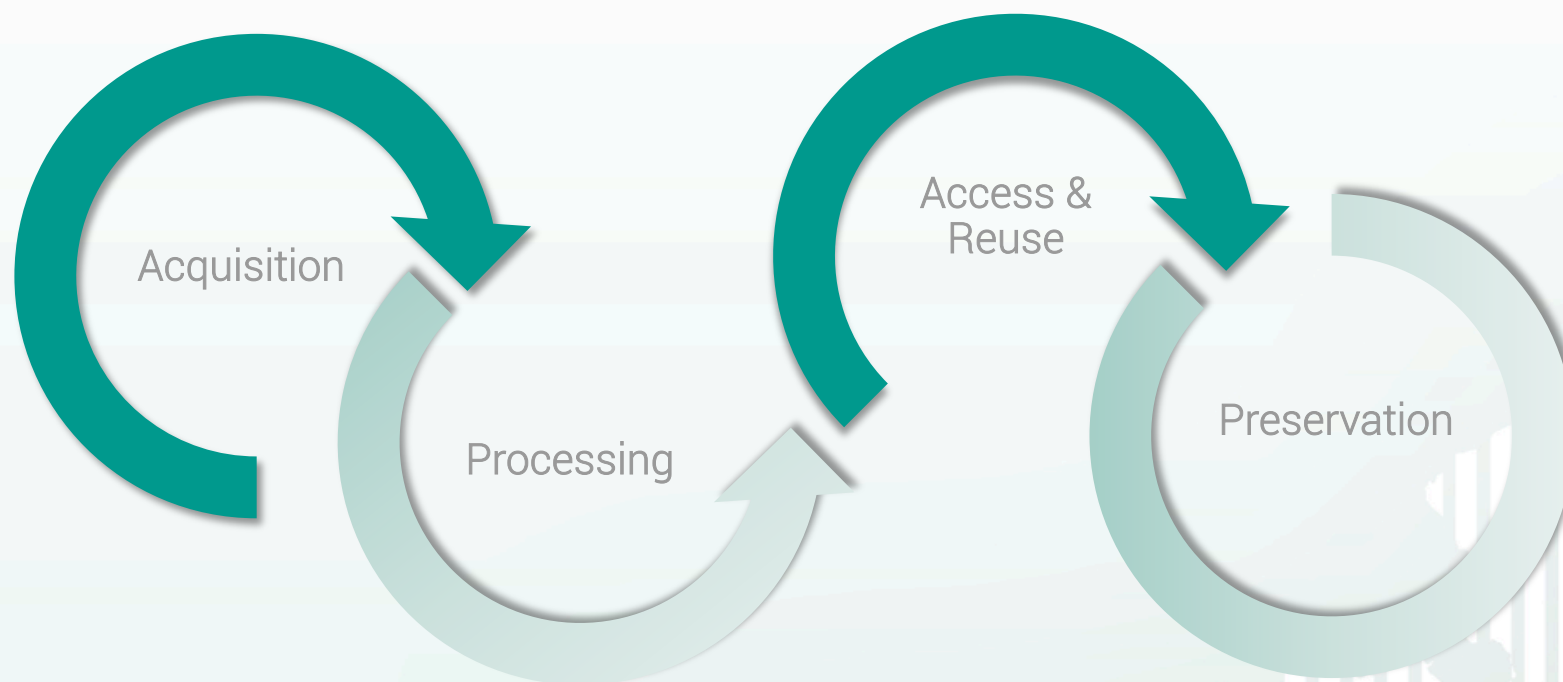 Acquisition
Processing
Access &
Reuse
Preservation